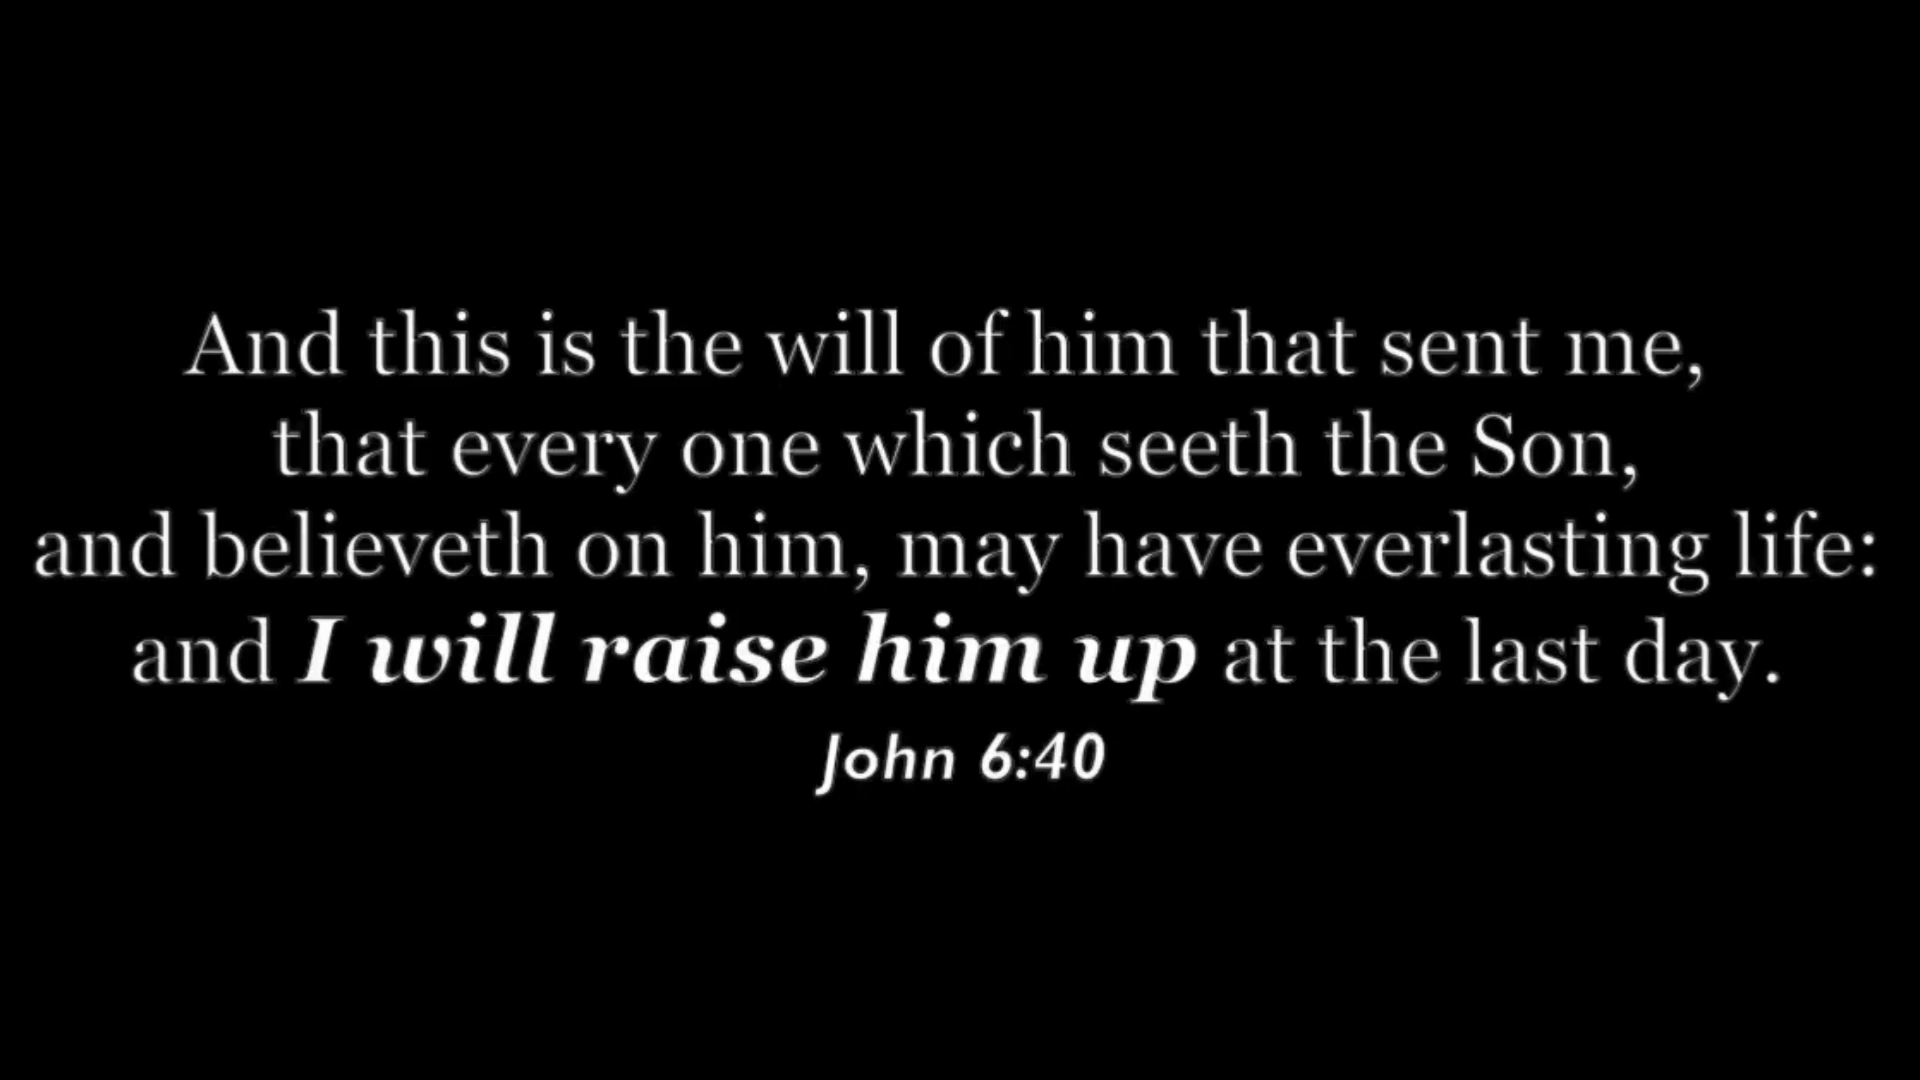 And this is the will of him that sent me,
that every one which seeth the Son,
and believeth on him, may have everlasting life:
and I will raise him up at the last day.
John 6:40